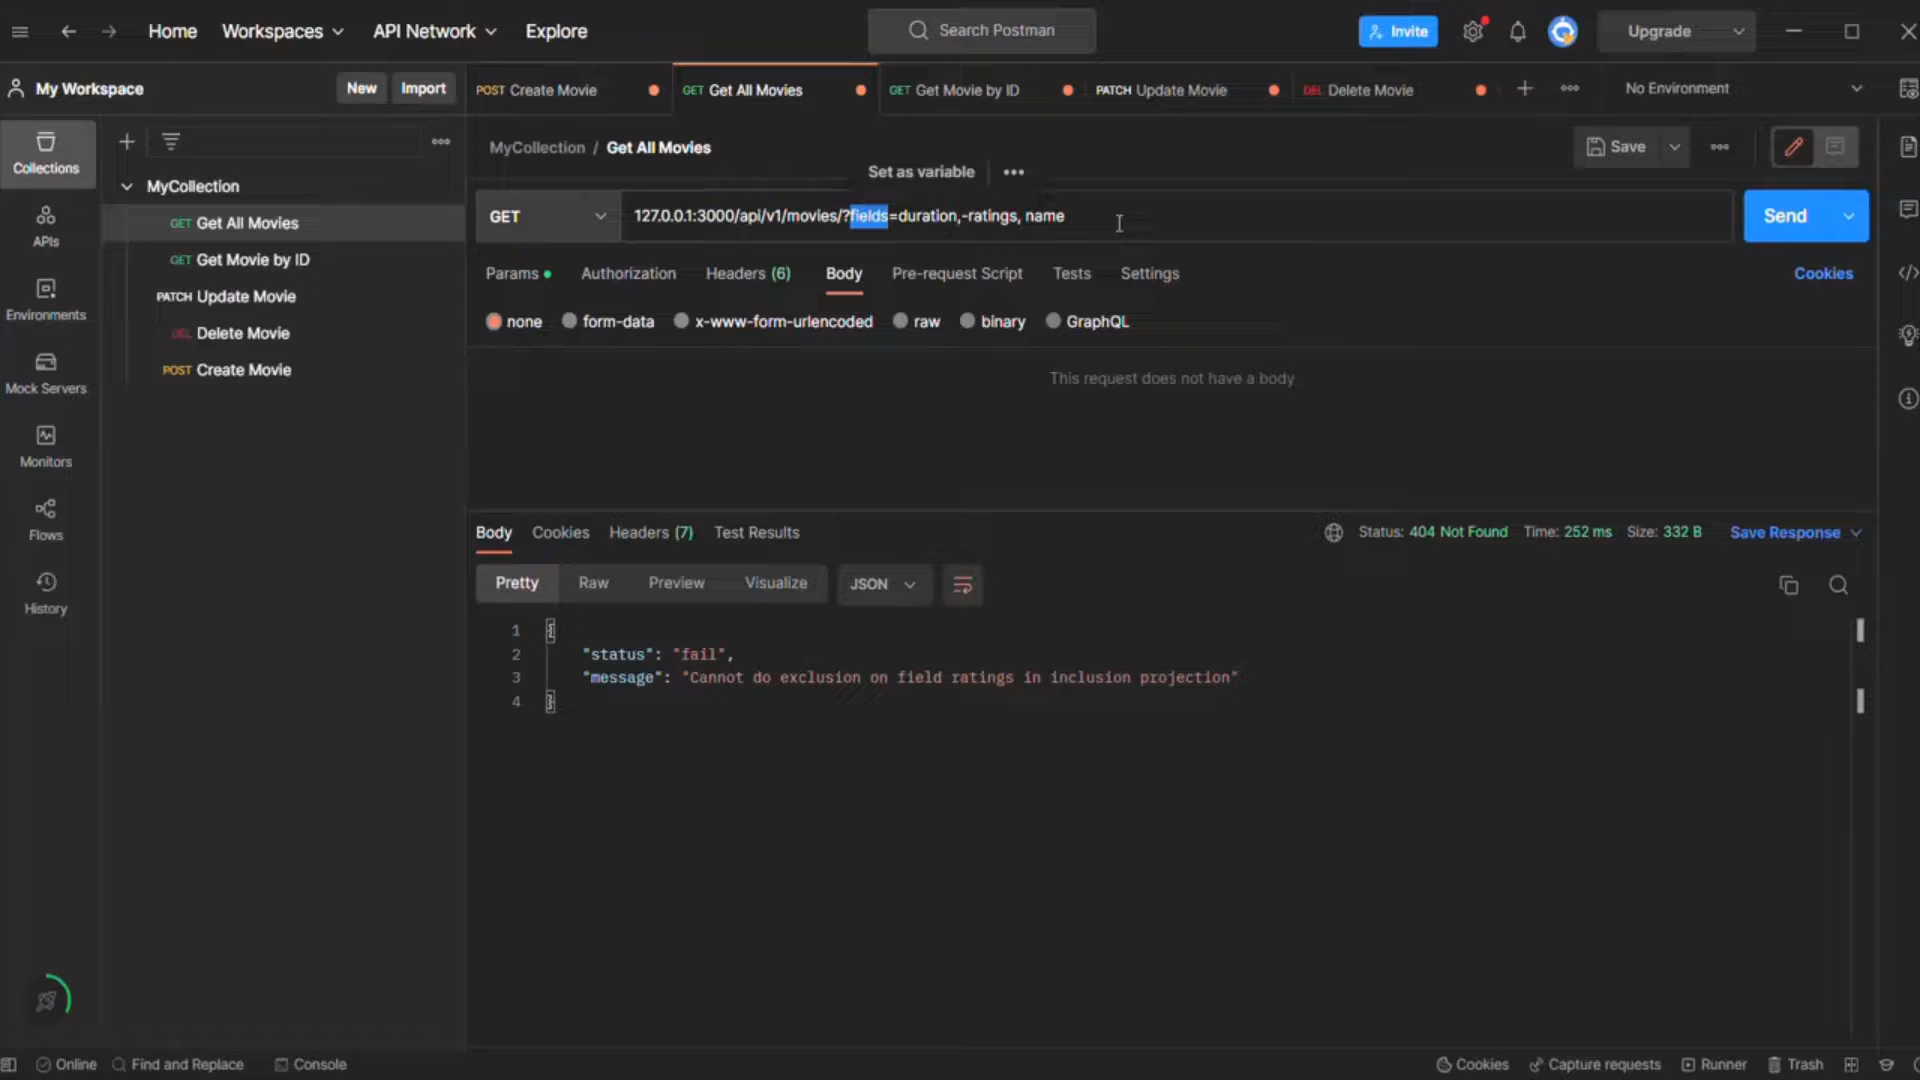 Home
Workspaces
API Network
Explore
Search Postman
Invite
Upgrade
My Workspace
New
Import
POST Create Movie
GET Get All Movies
GET Get Movie by ID
PATCH Update Movie
DEL Delete Movie
No Environment
Collections
APIs
Environments
Mock Servers
Monitors
Flows
History
MyCollection
GET Get All Movies
GET Get Movie by ID
PATCH Update Movie
DEL Delete Movie
POST Create Movie
MyCollection / Get All Movies
Save
Set as variable
GET
127.0.0.1:3000/api/v1/movies/?fields=duration,-ratings, name
Send
Params
Authorization
Headers (6)
Body
Pre-request Script
Tests
Settings
Cookies
none
form-data
x-www-form-urlencoded
raw
binary
GraphQL
This request does not have a body
Body
Cookies
Headers (7)
Test Results
Status: 404 Not Found
Time: 252 ms
Size: 332 B
Save Response
Pretty
Raw
Preview
Visualize
JSON
1 {
2 "status": "fail",
3 "message": "Cannot do exclusion on field ratings in inclusion projection"
4 }
Online
Find and Replace
Console
Cookies
Capture requests
Runner
Trash